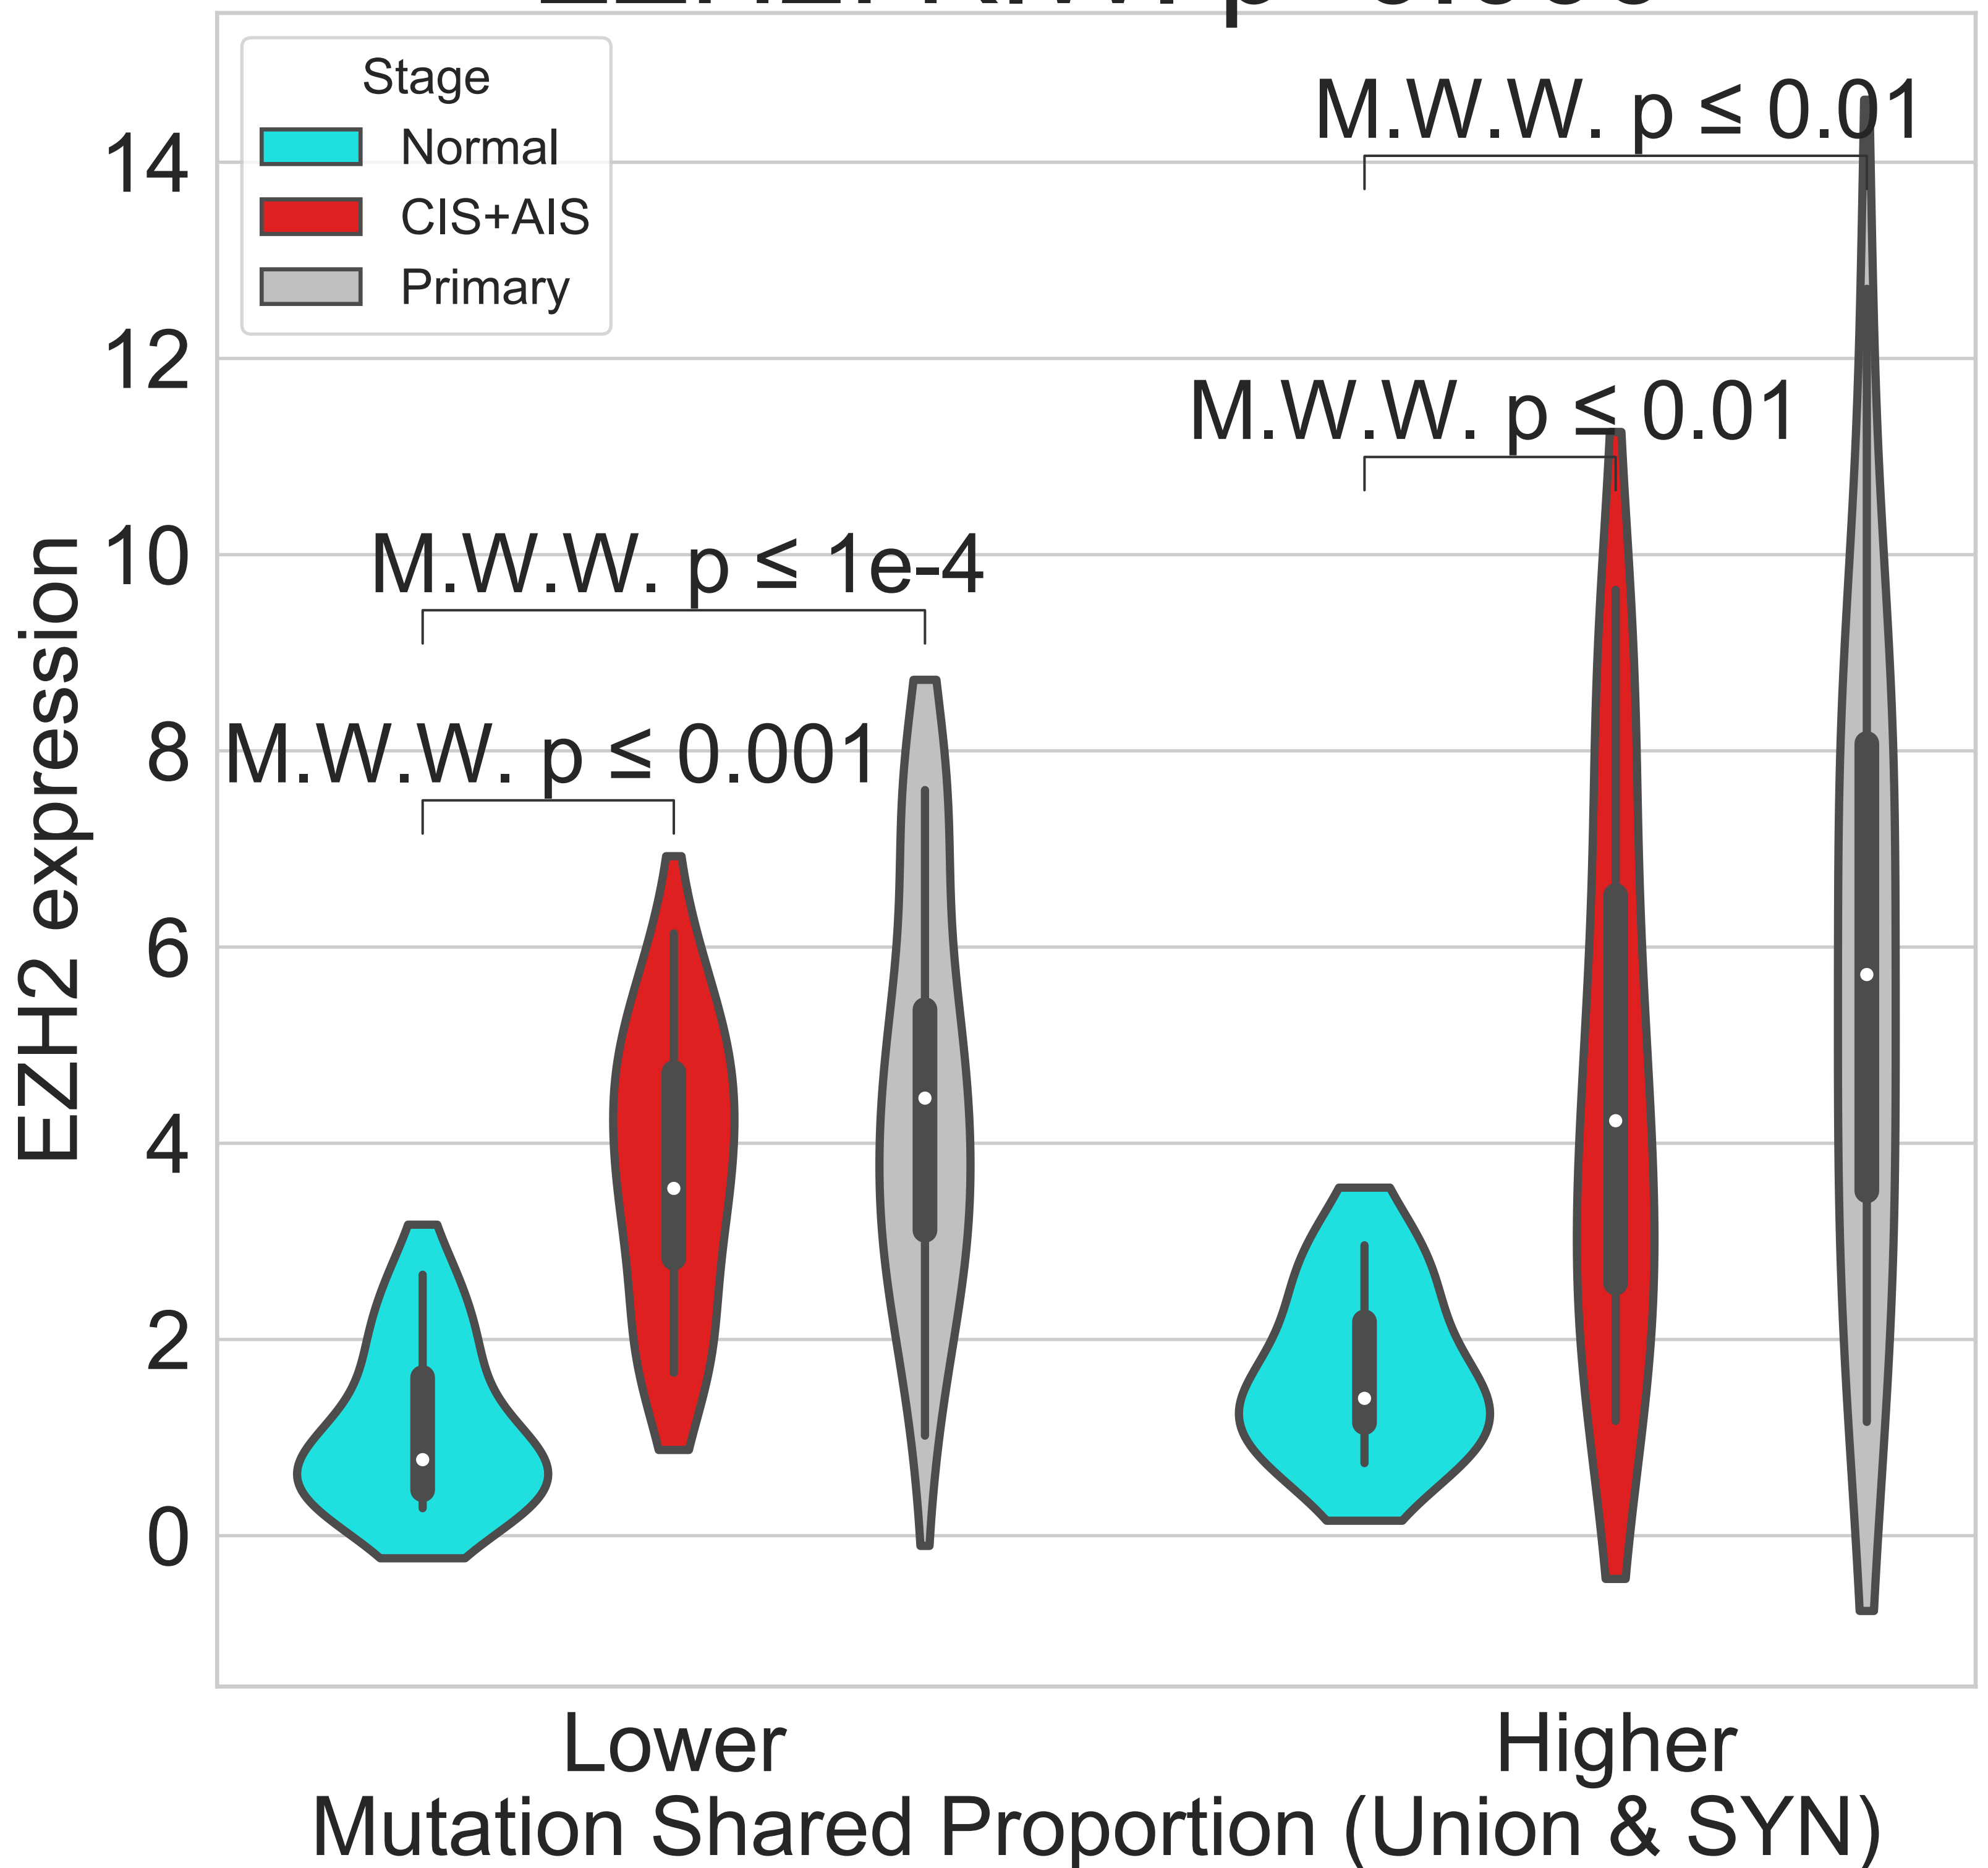 Stage
Normal
CIS+AIS
Primary
M.W.W. p ≤ 0.01
M.W.W. p ≤ 0.01
M.W.W. p ≤ 1e-4
M.W.W. p ≤ 0.001
14
12
10
8
6
4
2
0
EZH2 expression
Lower
Higher
Mutation Shared Proportion (Union & SYN)